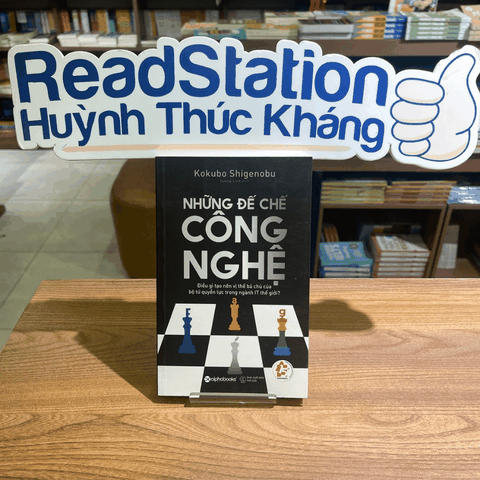 ReadStation
Huỳnh Thúc Kháng
Kokubo Shigenobu
NHỮNG ĐẾ CHẾ
CÔNG
NGHỆ
Điều gì tạo nên vị thế bá chủ của
bộ tứ quyền lực trong ngành IT thế giới?
F
a
g
alphabooks